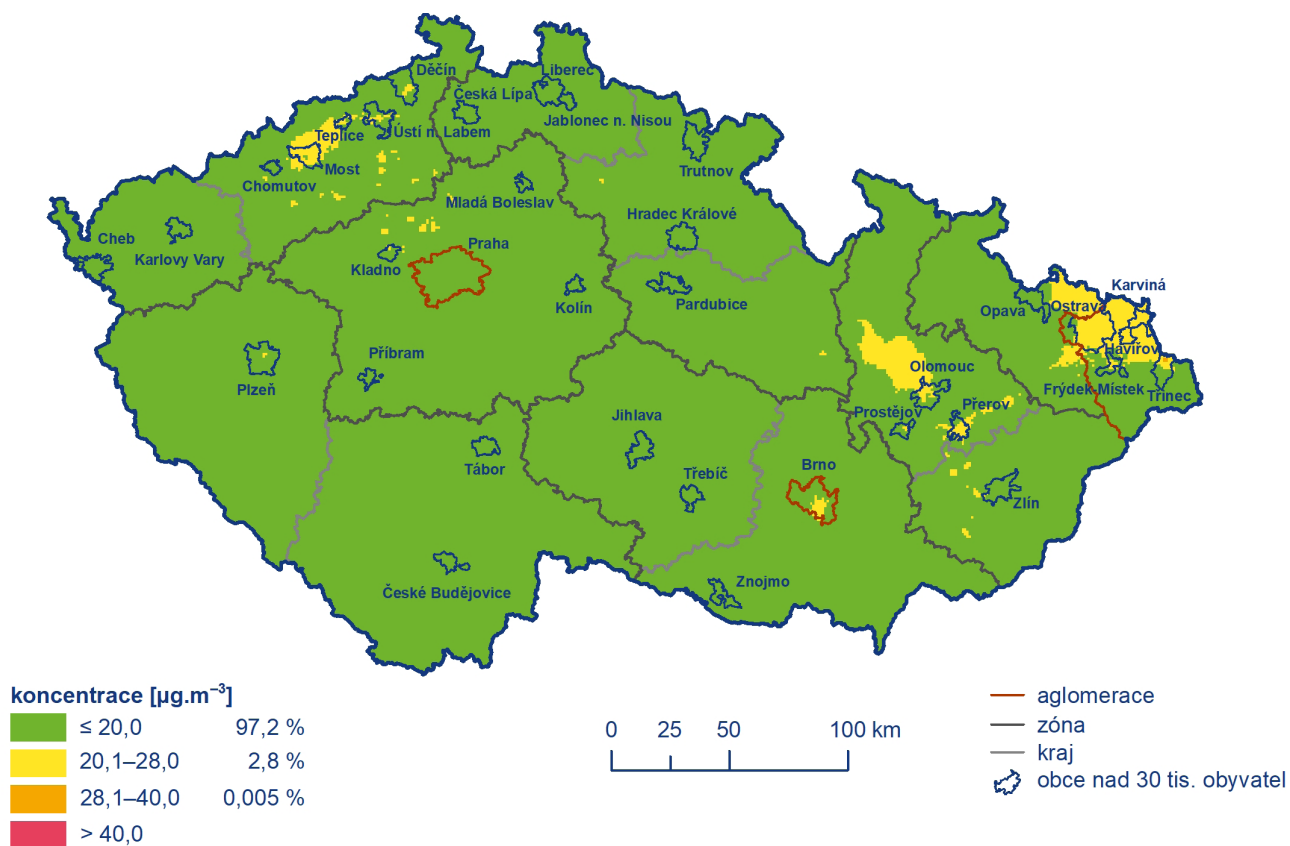 Děčín
Liberec
Česká Lípa
Jablonec n. Nisou
Teplice
Ústí n. Labem
Most
Chomutov
Trutnov
Mladá Boleslav
Hradec Králové
Cheb
Karlovy Vary
Praha
Kladno
Kolín
Pardubice
Opava
Ostrava
Karviná
Havířov
Příbram
Plzeň
Olomouc
Frýdek Místek
Třinec
Prostějov
Přerov
Jihlava
Tábor
Třebíč
Brno
Zlín
České Budějovice
Znojmo
koncentrace [µg.m⁻³]
≤ 20,0 97,2 %
20,1–28,0 2,8 %
28,1–40,0 0,005 %
> 40,0
0 25 50 100 km
aglomerace
zóna
kraj
obce nad 30 tis. obyvatel